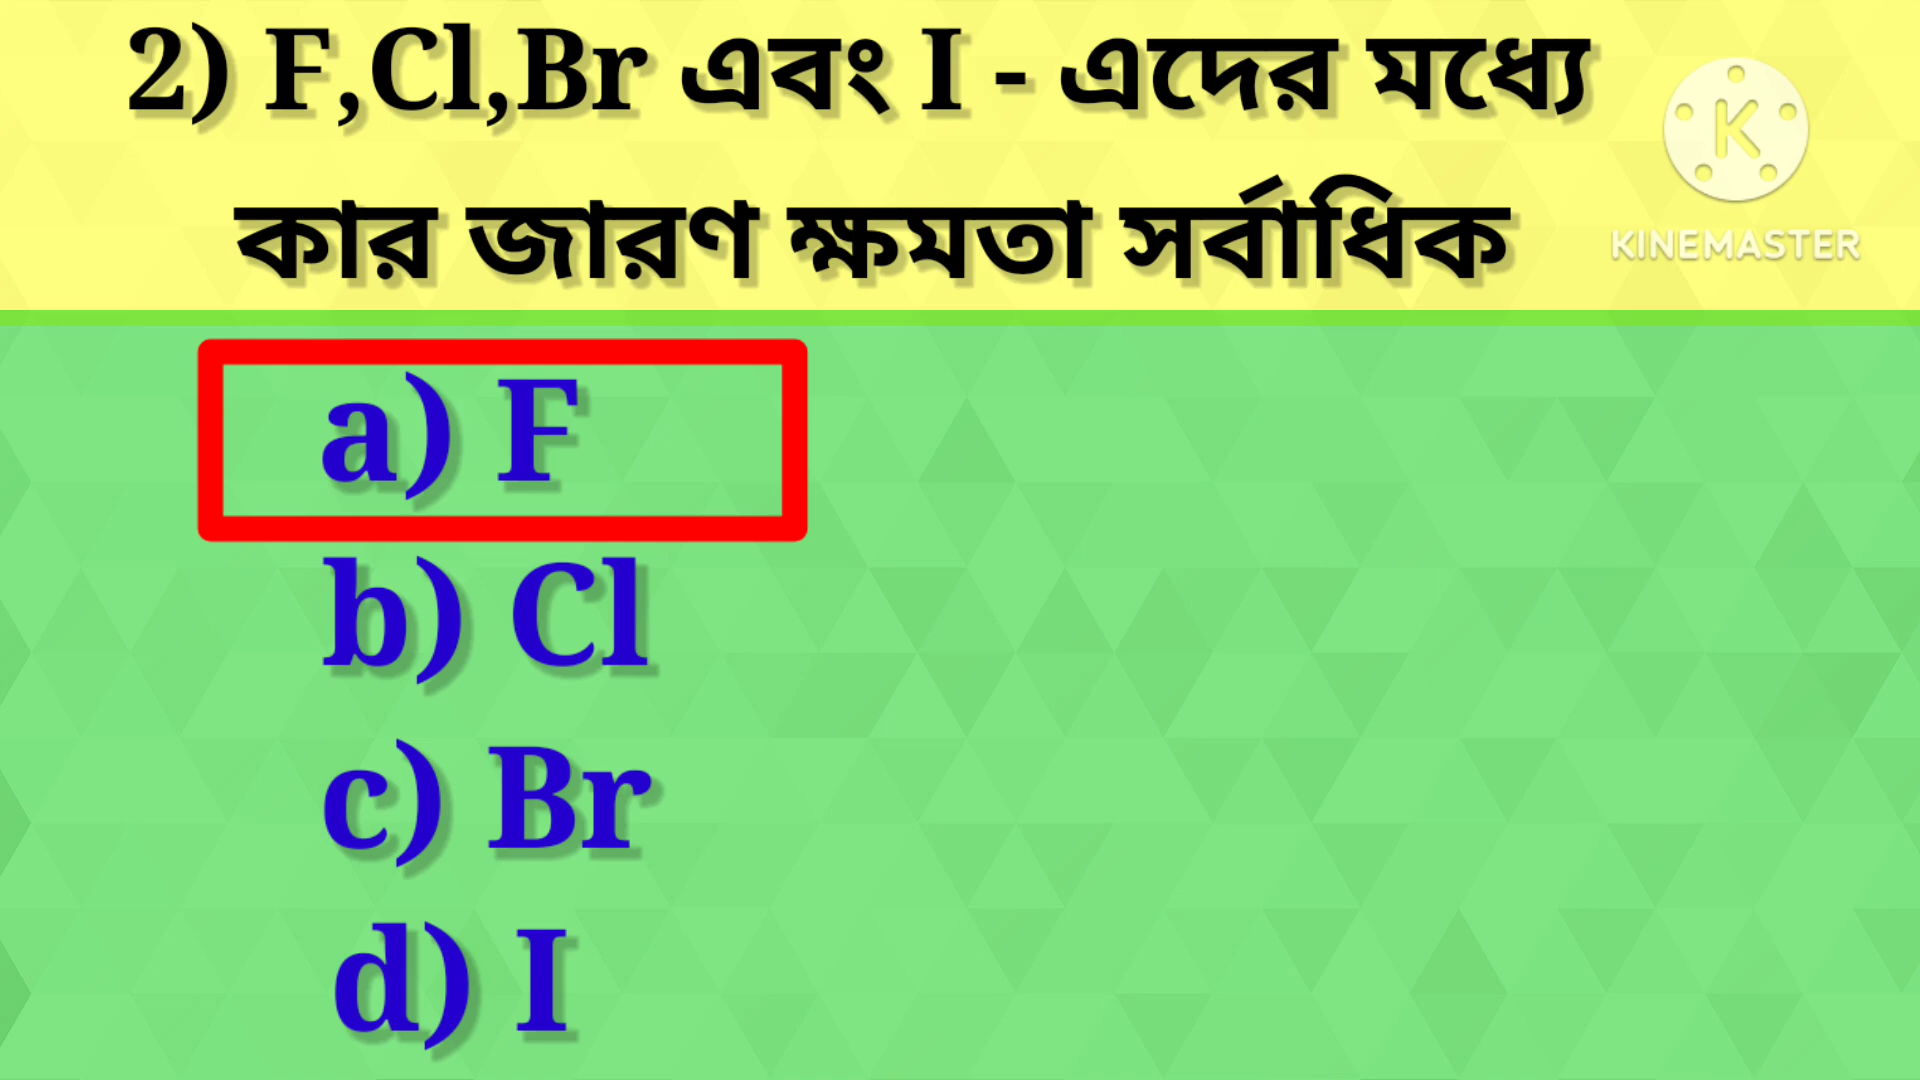 2) F,Cl,Br এবং I - এদের মধ্যে
কার জারণ ক্ষমতা সর্বাধিক
K
KINEMASTER
a) F
b) Cl
c) Br
d) I